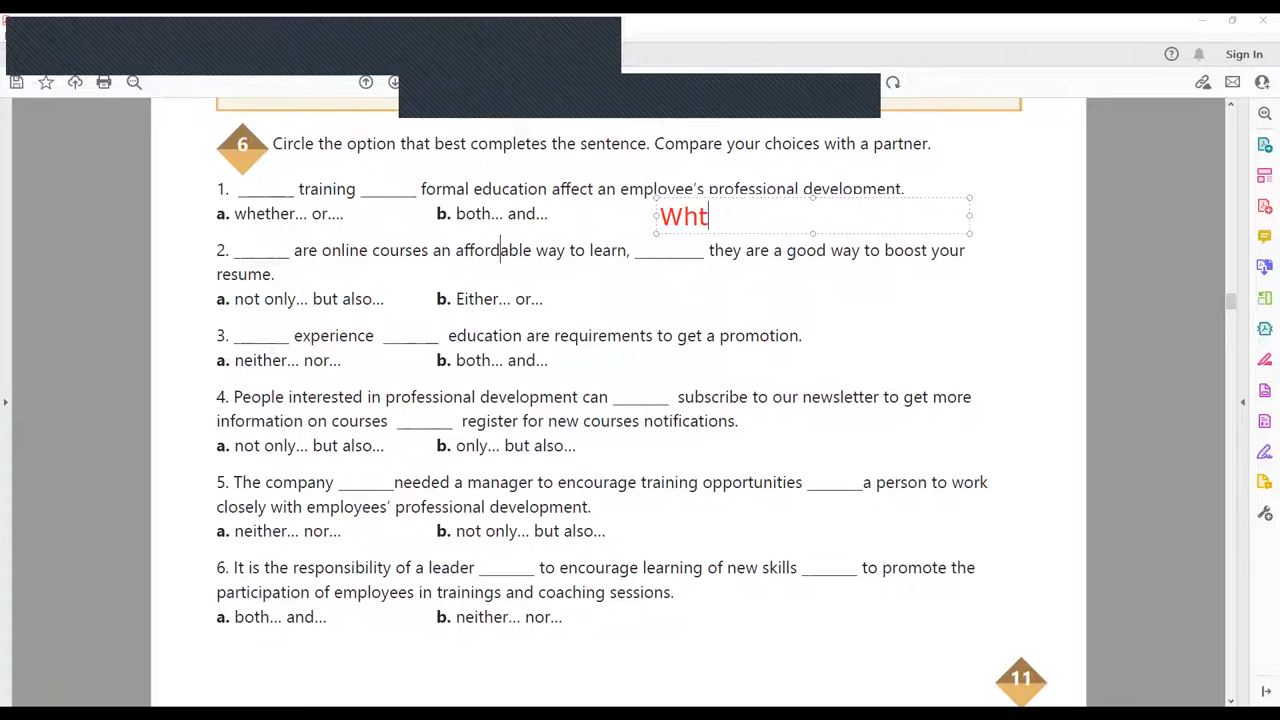 Sign In
6 Circle the option that best completes the sentence. Compare your choices with a partner.
1. _______ training _______ formal education affect an employee's professional development.
a. whether... or.... b. both... and...
Wht
2. _______ are online courses an affordable way to learn, _________ they are a good way to boost your
resume.
a. not only... but also... b. Either... or...
3. _______ experience _______ education are requirements to get a promotion.
a. neither... nor... b. both... and...
4. People interested in professional development can _______ subscribe to our newsletter to get more
information on courses _______ register for new courses notifications.
a. not only... but also... b. only... but also...
5. The company _______needed a manager to encourage training opportunities _______a person to work
closely with employees' professional development.
a. neither... nor... b. not only... but also...
6. It is the responsibility of a leader _______ to encourage learning of new skills _______ to promote the
participation of employees in trainings and coaching sessions.
a. both... and... b. neither... nor...
11